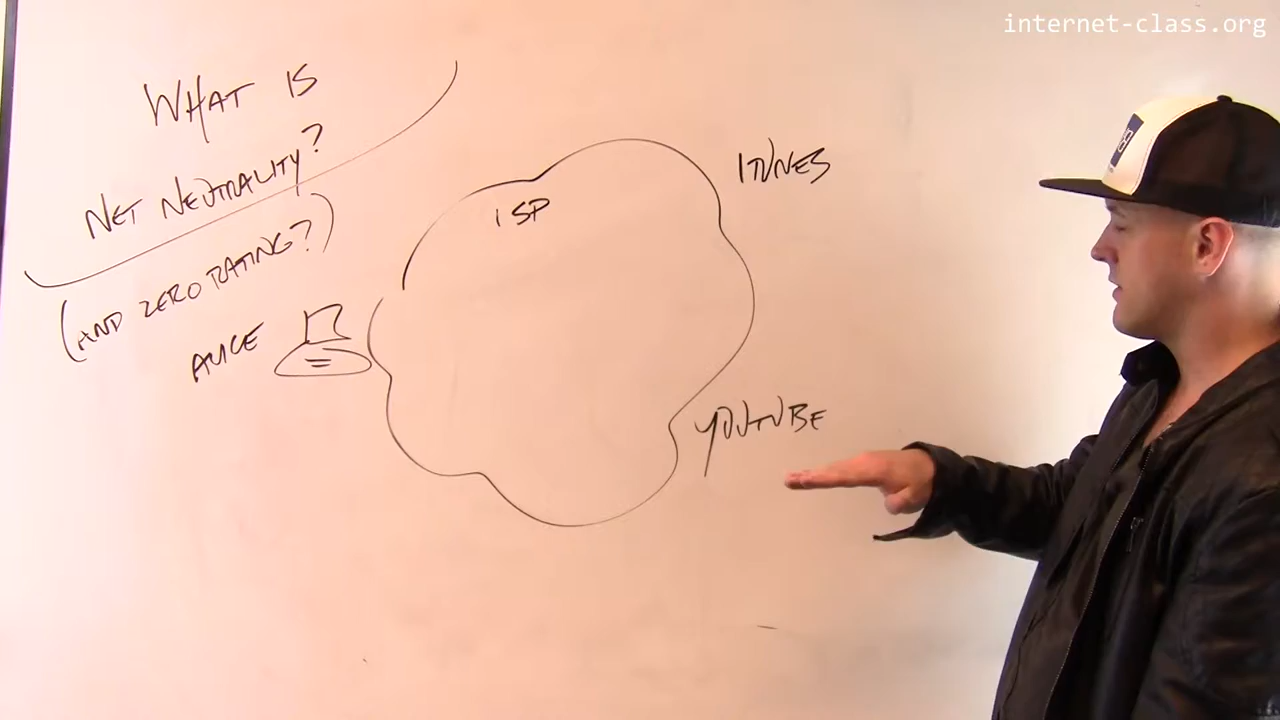 internet-class.org
WHAT IS
NET NEUTRALITY?
(AND ZERO RATING?)
ALICE
ISP
ITUNES
YOUTUBE